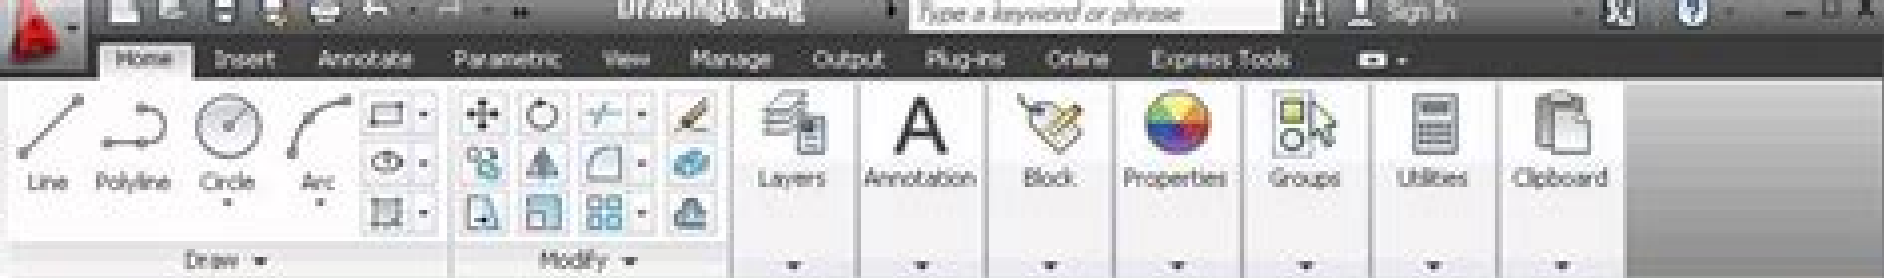 Drawing6.dwg Type a keyword or phrase Sign In
Home Insert Annotate Parametric View Manage Output Plug-ins Online Express Tools
Line Polyline Circle Arc Layers Annotation Block Properties Groups Utilities Clipboard
Draw Modify